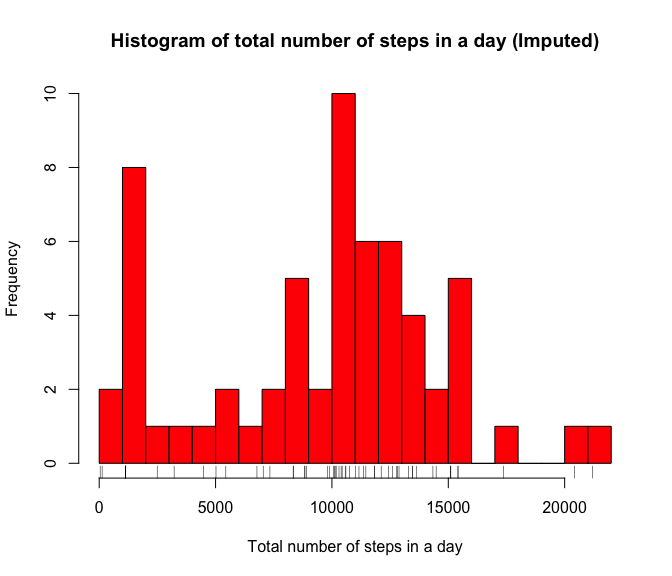 Histogram of total number of steps in a day (Imputed)
Frequency
10
8
6
4
2
0
0 5000 10000 15000 20000
Total number of steps in a day